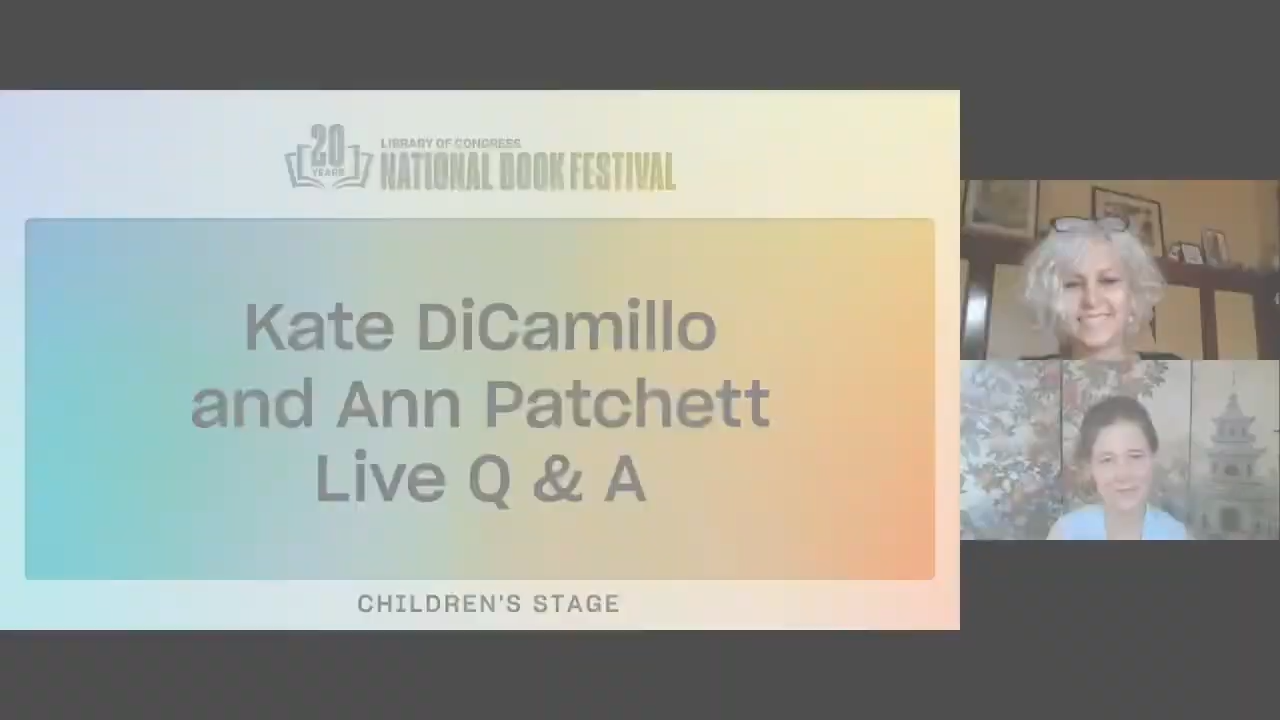 20
YEARS
LIBRARY OF CONGRESS
NATIONAL BOOK FESTIVAL
Kate DiCamillo
and Ann Patchett
Live Q & A
CHILDREN'S STAGE